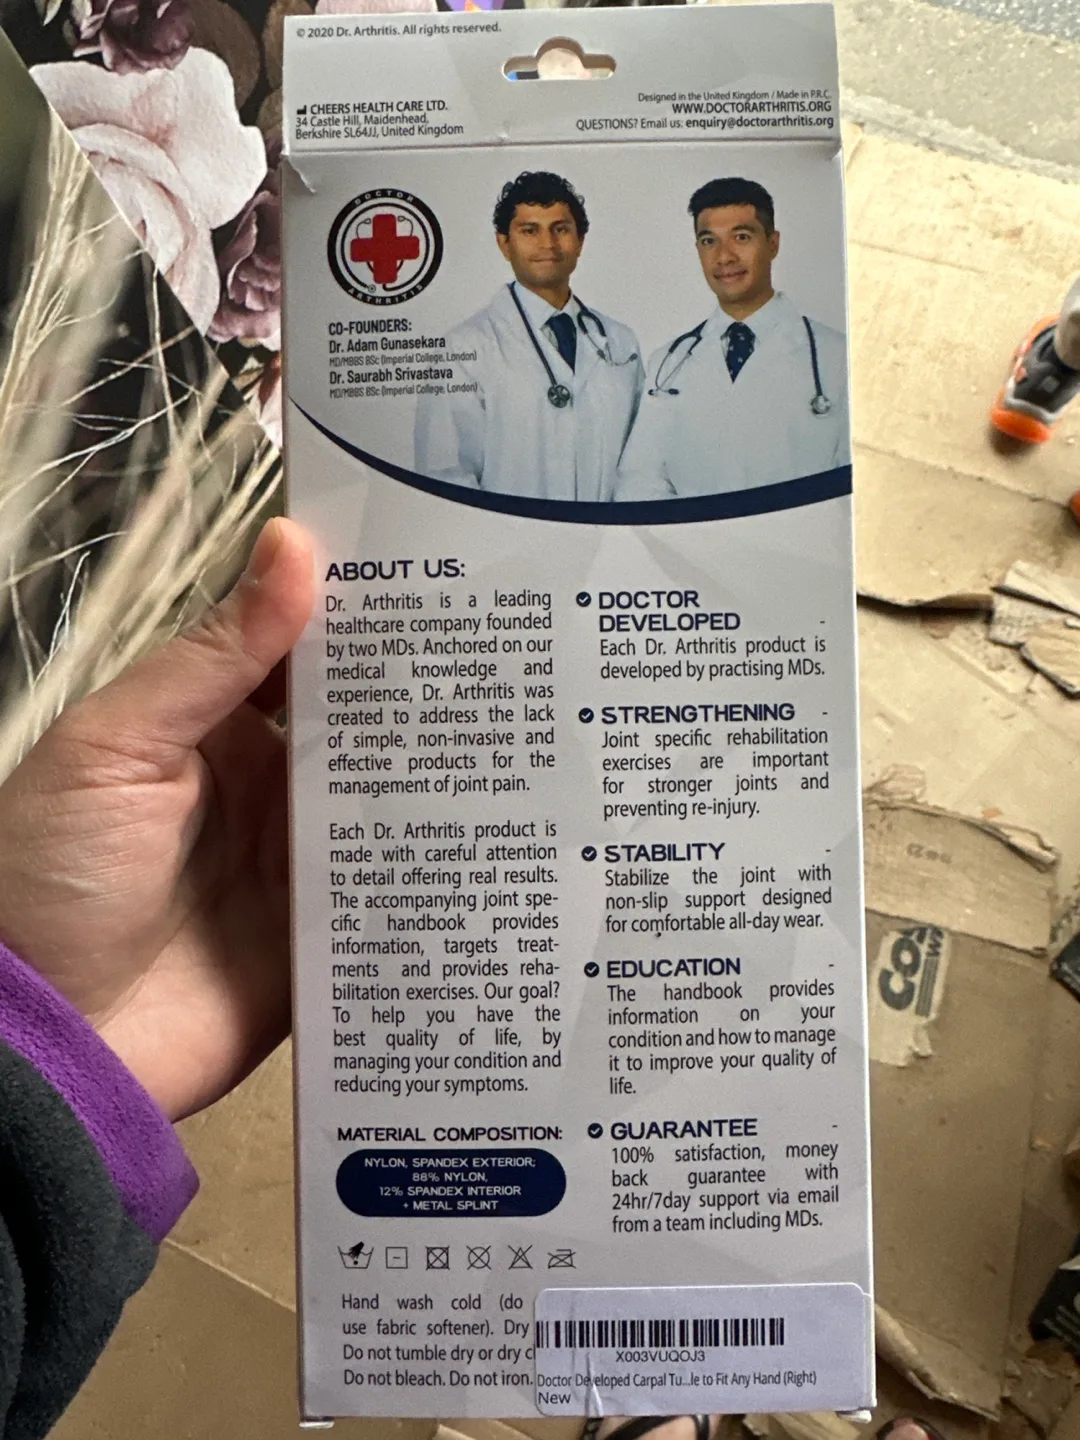 © 2020 Dr. Arthritis. All rights reserved.
CHEERS HEALTH CARE LTD.
34 Castle Hill, Maidenhead,
Berkshire SL64JJ, United Kingdom
Designed in the United Kingdom / Made in P.R.C.
WWW.DOCTORARTHRITIS.ORG
QUESTIONS? Email us: enquiry@doctorarthritis.org
DOCTOR
ARTHRITIS
CO-FOUNDERS:
Dr. Adam Gunasekara
MD/MBBS BSc (Imperial College, London)
Dr. Saurabh Srivastava
MD/MBBS BSc (Imperial College, London)
ABOUT US:
Dr. Arthritis is a leading
healthcare company founded
by two MDs. Anchored on our
medical knowledge and
experience, Dr. Arthritis was
created to address the lack
of simple, non-invasive and
effective products for the
management of joint pain.
Each Dr. Arthritis product is
made with careful attention
to detail offering real results.
The accompanying joint spe-
cific handbook provides
information, targets treat-
ments and provides reha-
bilitation exercises. Our goal?
To help you have the
best quality of life, by
managing your condition and
reducing your symptoms.
MATERIAL COMPOSITION:
NYLON, SPANDEX EXTERIOR;
88% NYLON,
12% SPANDEX INTERIOR
+ METAL SPLINT
Hand wash cold (do
use fabric softener). Dry
Do not tumble dry or dry c
Do not bleach. Do not iron.
DOCTOR
DEVELOPED -
Each Dr. Arthritis product is
developed by practising MDs.
STRENGTHENING -
Joint specific rehabilitation
exercises are important
for stronger joints and
preventing re-injury.
STABILITY -
Stabilize the joint with
non-slip support designed
for comfortable all-day wear.
EDUCATION -
The handbook provides
information on your
condition and how to manage
it to improve your quality of
life.
GUARANTEE -
100% satisfaction, money
back guarantee with
24hr/7day support via email
from a team including MDs.
X003VUQOJ3
Doctor Developed Carpal Tu...le to Fit Any Hand (Right)
New